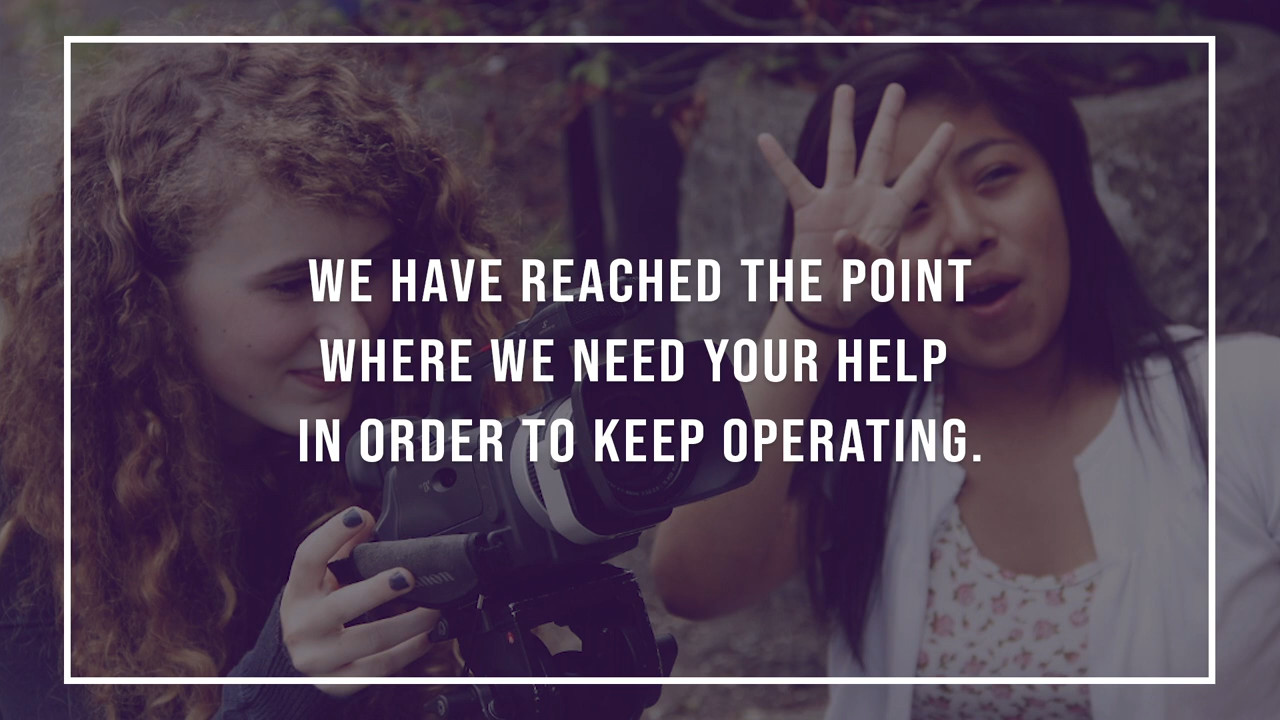 WE HAVE REACHED THE POINT
WHERE WE NEED YOUR HELP
IN ORDER TO KEEP OPERATING.